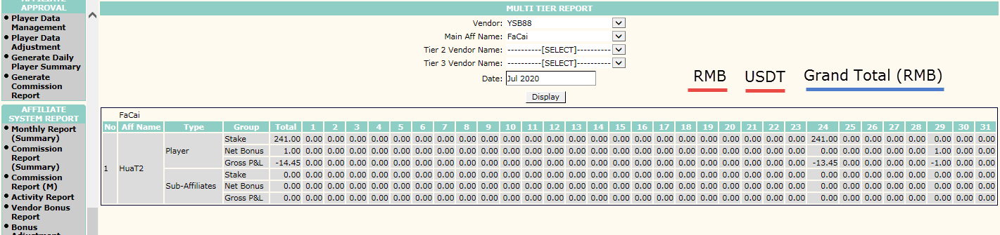 AFFILIATE
APPROVAL
Player Data
Management
Player Data
Adjustment
Generate Daily
Player Summary
Generate
Commission
Report
AFFILIATE
SYSTEM REPORT
Monthly Report
(Summary)
Commission
Report
(Summary)
Commission
Report (M)
Activity Report
Vendor Bonus
Report
Bonus
Adjustment
MULTI TIER REPORT
Vendor: YSB88
Main Aff Name: FaCai
Tier 2 Vendor Name: ----------[SELECT]----------
Tier 3 Vendor Name: ----------[SELECT]----------
Date: Jul 2020
Display
RMB USDT Grand Total (RMB)
FaCai
No Aff Name Type Group Total 1 2 3 4 5 6 7 8 9 10 11 12 13 14 15 16 17 18 19 20 21 22 23 24 25 26 27 28 29 30 31
1 HuaT2 Player Stake 241.00 0.00 0.00 0.00 0.00 0.00 0.00 0.00 0.00 0.00 0.00 0.00 0.00 0.00 0.00 0.00 0.00 0.00 0.00 0.00 0.00 0.00 0.00 0.00 241.00 0.00 0.00 0.00 0.00 0.00 0.00 0.00
Net Bonus 1.00 0.00 0.00 0.00 0.00 0.00 0.00 0.00 0.00 0.00 0.00 0.00 0.00 0.00 0.00 0.00 0.00 0.00 0.00 0.00 0.00 0.00 0.00 0.00 0.00 0.00 0.00 0.00 0.00 1.00 0.00 0.00
Gross P&L -14.45 0.00 0.00 0.00 0.00 0.00 0.00 0.00 0.00 0.00 0.00 0.00 0.00 0.00 0.00 0.00 0.00 0.00 0.00 0.00 0.00 0.00 0.00 0.00 -13.45 0.00 0.00 0.00 0.00 -1.00 0.00 0.00
Sub-Affiliates Stake 0.00 0.00 0.00 0.00 0.00 0.00 0.00 0.00 0.00 0.00 0.00 0.00 0.00 0.00 0.00 0.00 0.00 0.00 0.00 0.00 0.00 0.00 0.00 0.00 0.00 0.00 0.00 0.00 0.00 0.00 0.00 0.00
Net Bonus 0.00 0.00 0.00 0.00 0.00 0.00 0.00 0.00 0.00 0.00 0.00 0.00 0.00 0.00 0.00 0.00 0.00 0.00 0.00 0.00 0.00 0.00 0.00 0.00 0.00 0.00 0.00 0.00 0.00 0.00 0.00 0.00
Gross P&L 0.00 0.00 0.00 0.00 0.00 0.00 0.00 0.00 0.00 0.00 0.00 0.00 0.00 0.00 0.00 0.00 0.00 0.00 0.00 0.00 0.00 0.00 0.00 0.00 0.00 0.00 0.00 0.00 0.00 0.00 0.00 0.00